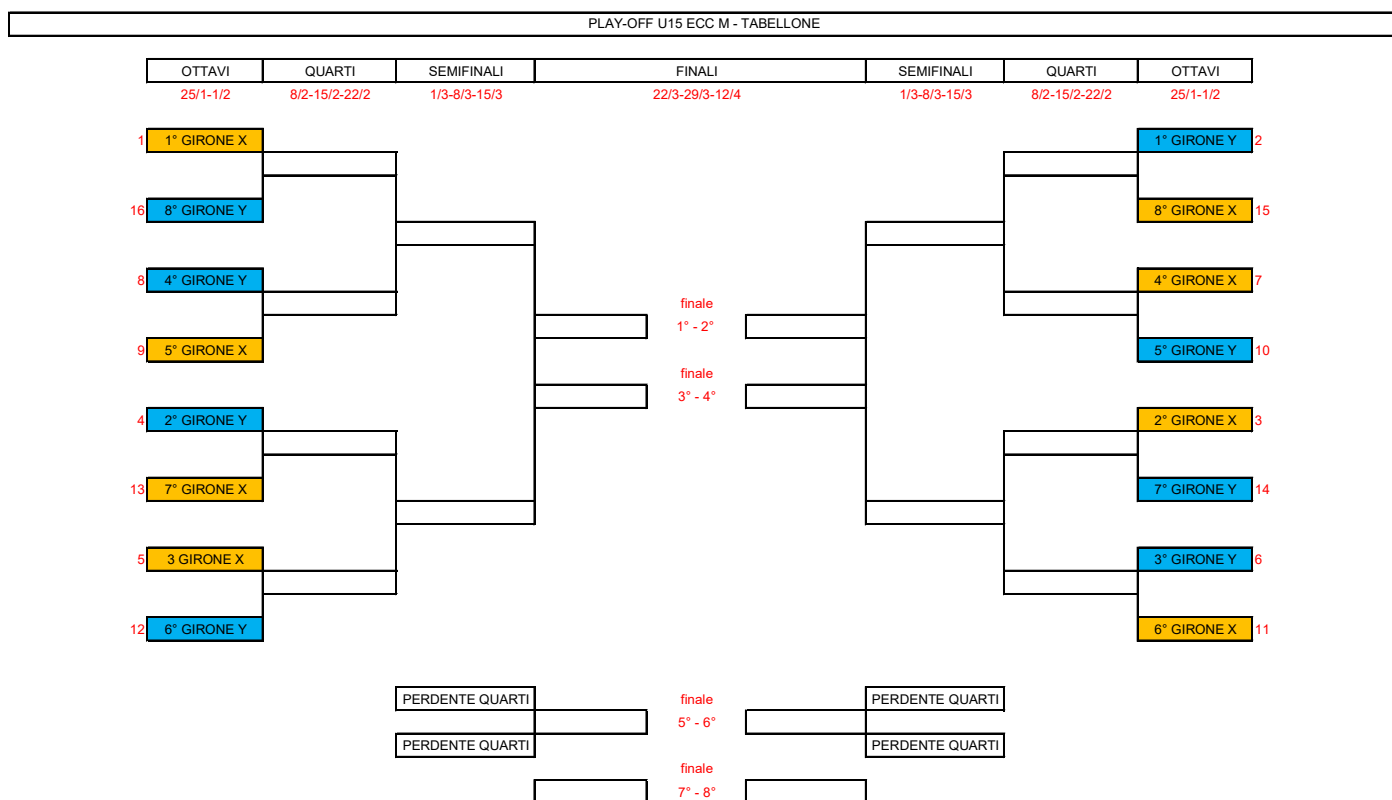 PLAY-OFF U15 ECC M - TABELLONE
OTTAVI QUARTI SEMIFINALI FINALI SEMIFINALI QUARTI OTTAVI
25/1-1/2 8/2-15/2-22/2 1/3-8/3-15/3 22/3-29/3-12/4 1/3-8/3-15/3 8/2-15/2-22/2 25/1-1/2
1 1° GIRONE X 1° GIRONE Y 2
16 8° GIRONE Y 8° GIRONE X 15
8 4° GIRONE Y 4° GIRONE X 7
finale
1° - 2°
9 5° GIRONE X 5° GIRONE Y 10
finale
3° - 4°
4 2° GIRONE Y 2° GIRONE X 3
13 7° GIRONE X 7° GIRONE Y 14
5 3 GIRONE X 3° GIRONE Y 6
12 6° GIRONE Y 6° GIRONE X 11
PERDENTE QUARTI finale PERDENTE QUARTI
5° - 6°
PERDENTE QUARTI PERDENTE QUARTI
finale
7° - 8°